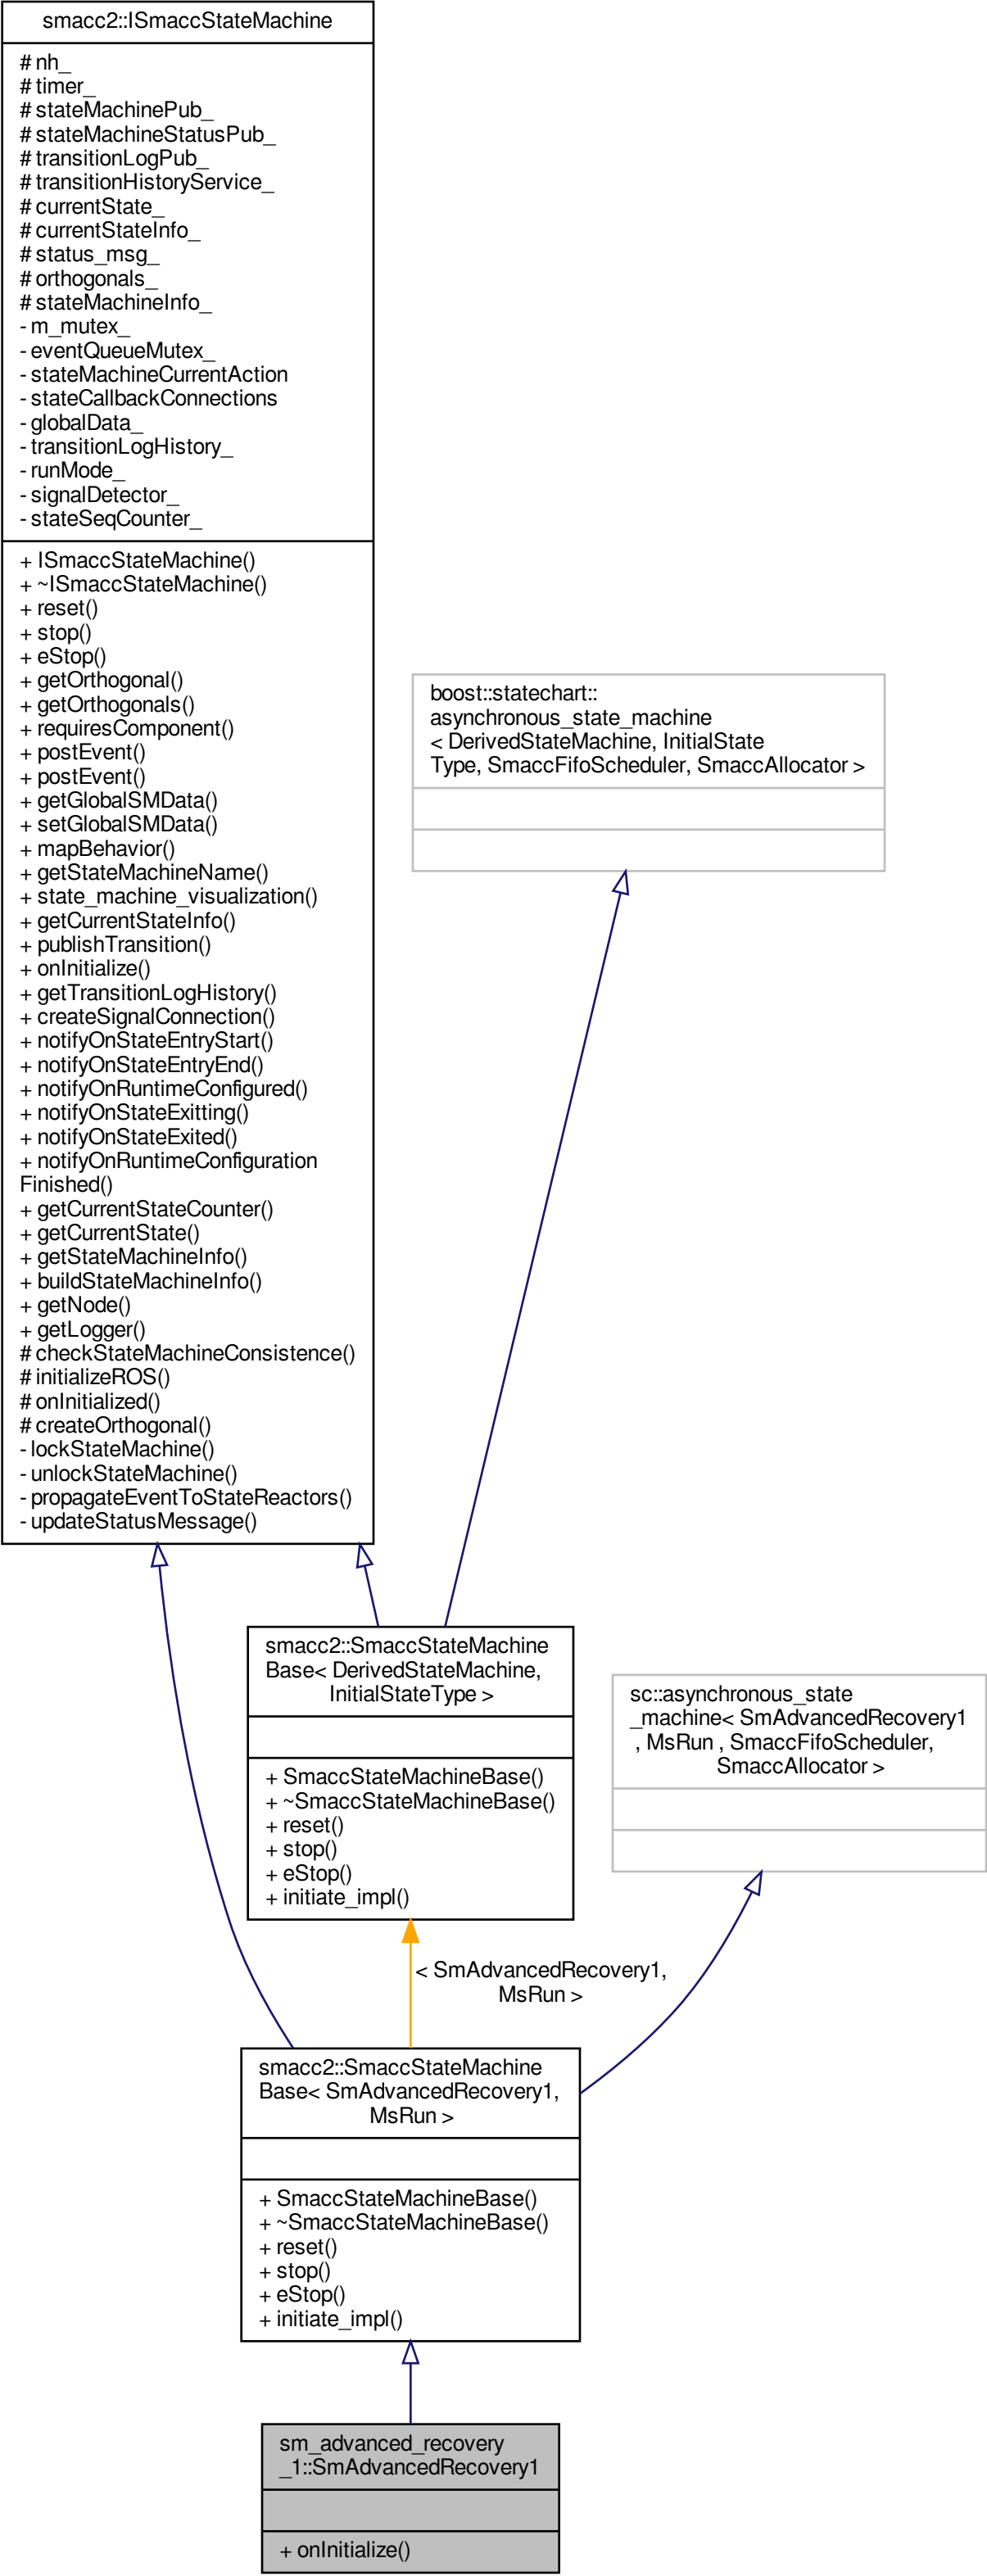 smacc2::ISmaccStateMachine
# nh_
# timer_
# stateMachinePub_
# stateMachineStatusPub_
# transitionLogPub_
# transitionHistoryService_
# currentState_
# currentStateInfo_
# status_msg_
# orthogonals_
# stateMachineInfo_
- m_mutex_
- eventQueueMutex_
- stateMachineCurrentAction
- stateCallbackConnections
- globalData_
- transitionLogHistory_
- runMode_
- signalDetector_
- stateSeqCounter_
+ ISmaccStateMachine()
+ ~ISmaccStateMachine()
+ reset()
+ stop()
+ eStop()
+ getOrthogonal()
+ getOrthogonals()
+ requiresComponent()
+ postEvent()
+ postEvent()
+ getGlobalSMData()
+ setGlobalSMData()
+ mapBehavior()
+ getStateMachineName()
+ state_machine_visualization()
+ getCurrentStateInfo()
+ publishTransition()
+ onInitialize()
+ getTransitionLogHistory()
+ createSignalConnection()
+ notifyOnStateEntryStart()
+ notifyOnStateEntryEnd()
+ notifyOnRuntimeConfigured()
+ notifyOnStateExitting()
+ notifyOnStateExited()
+ notifyOnRuntimeConfiguration
Finished()
+ getCurrentStateCounter()
+ getCurrentState()
+ getStateMachineInfo()
+ buildStateMachineInfo()
+ getNode()
+ getLogger()
# checkStateMachineConsistence()
# initializeROS()
# onInitialized()
# createOrthogonal()
- lockStateMachine()
- unlockStateMachine()
- propagateEventToStateReactors()
- updateStatusMessage()
boost::statechart::
asynchronous_state_machine
< DerivedStateMachine, InitialState
Type, SmaccFifoScheduler, SmaccAllocator >
smacc2::SmaccStateMachine
Base< DerivedStateMachine,
InitialStateType >
+ SmaccStateMachineBase()
+ ~SmaccStateMachineBase()
+ reset()
+ stop()
+ eStop()
+ initiate_impl()
sc::asynchronous_state
_machine< SmAdvancedRecovery1
, MsRun , SmaccFifoScheduler,
SmaccAllocator >
< SmAdvancedRecovery1,
MsRun >
smacc2::SmaccStateMachine
Base< SmAdvancedRecovery1,
MsRun >
+ SmaccStateMachineBase()
+ ~SmaccStateMachineBase()
+ reset()
+ stop()
+ eStop()
+ initiate_impl()
sm_advanced_recovery
_1::SmAdvancedRecovery1
+ onInitialize()